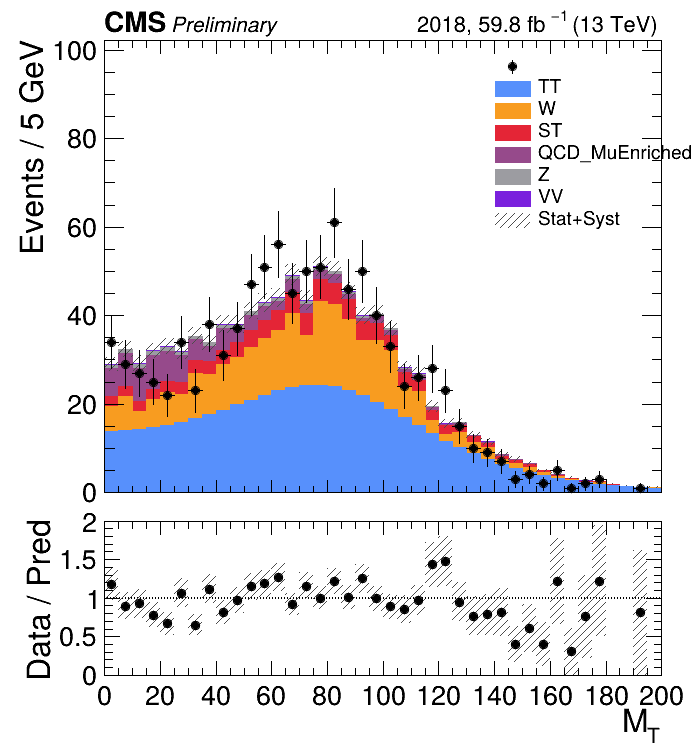 CMS Preliminary 2018, 59.8 fb⁻¹ (13 TeV)
Events / 5 GeV
100
80
60
40
20
0
TT
W
ST
QCD_MuEnriched
Z
VV
Stat+Syst
Data / Pred
2
1.5
1
0.5
0
0 20 40 60 80 100 120 140 160 180 200
M_T